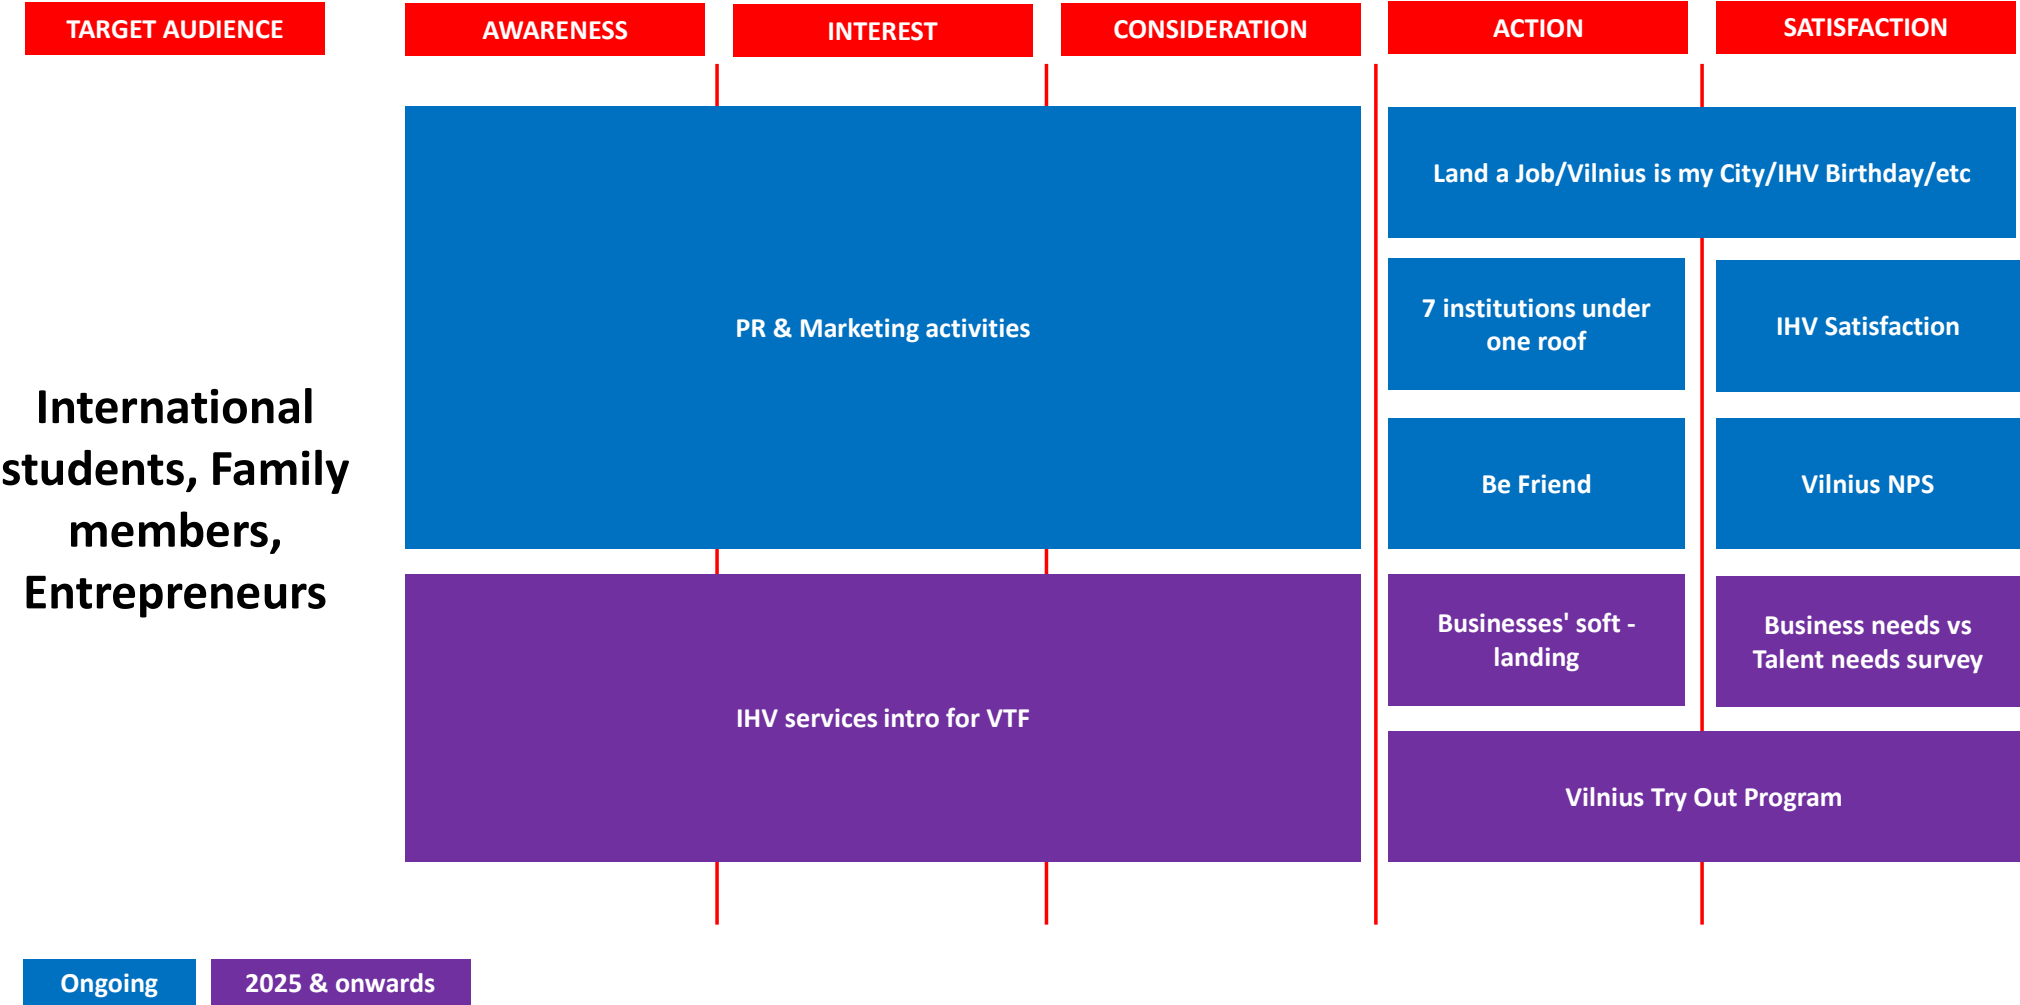 TARGET AUDIENCE
AWARENESS
INTEREST
CONSIDERATION
ACTION
SATISFACTION
International
students, Family
members,
Entrepreneurs
PR & Marketing activities
Land a Job/Vilnius is my City/IHV Birthday/etc
7 institutions under
one roof
IHV Satisfaction
Be Friend
Vilnius NPS
IHV services intro for VTF
Businesses' soft -
landing
Business needs vs
Talent needs survey
Vilnius Try Out Program
Ongoing
2025 & onwards